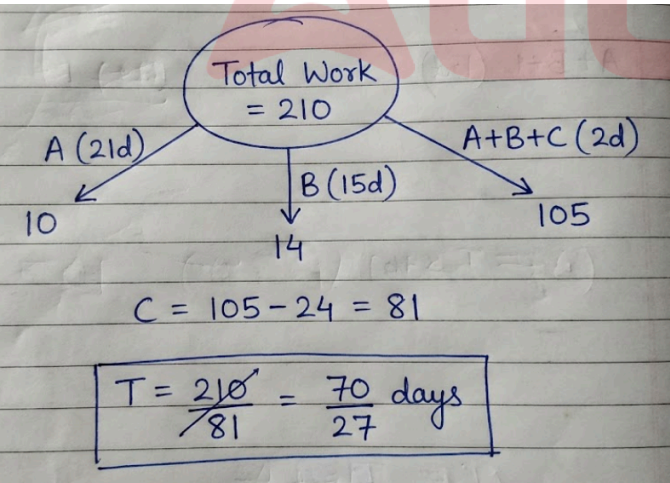 Total Work
= 210
A (21d)
B (15d)
A+B+C (2d)
10
14
105
C = 105 - 24 = 81
T = 210/81 = 70/27 days